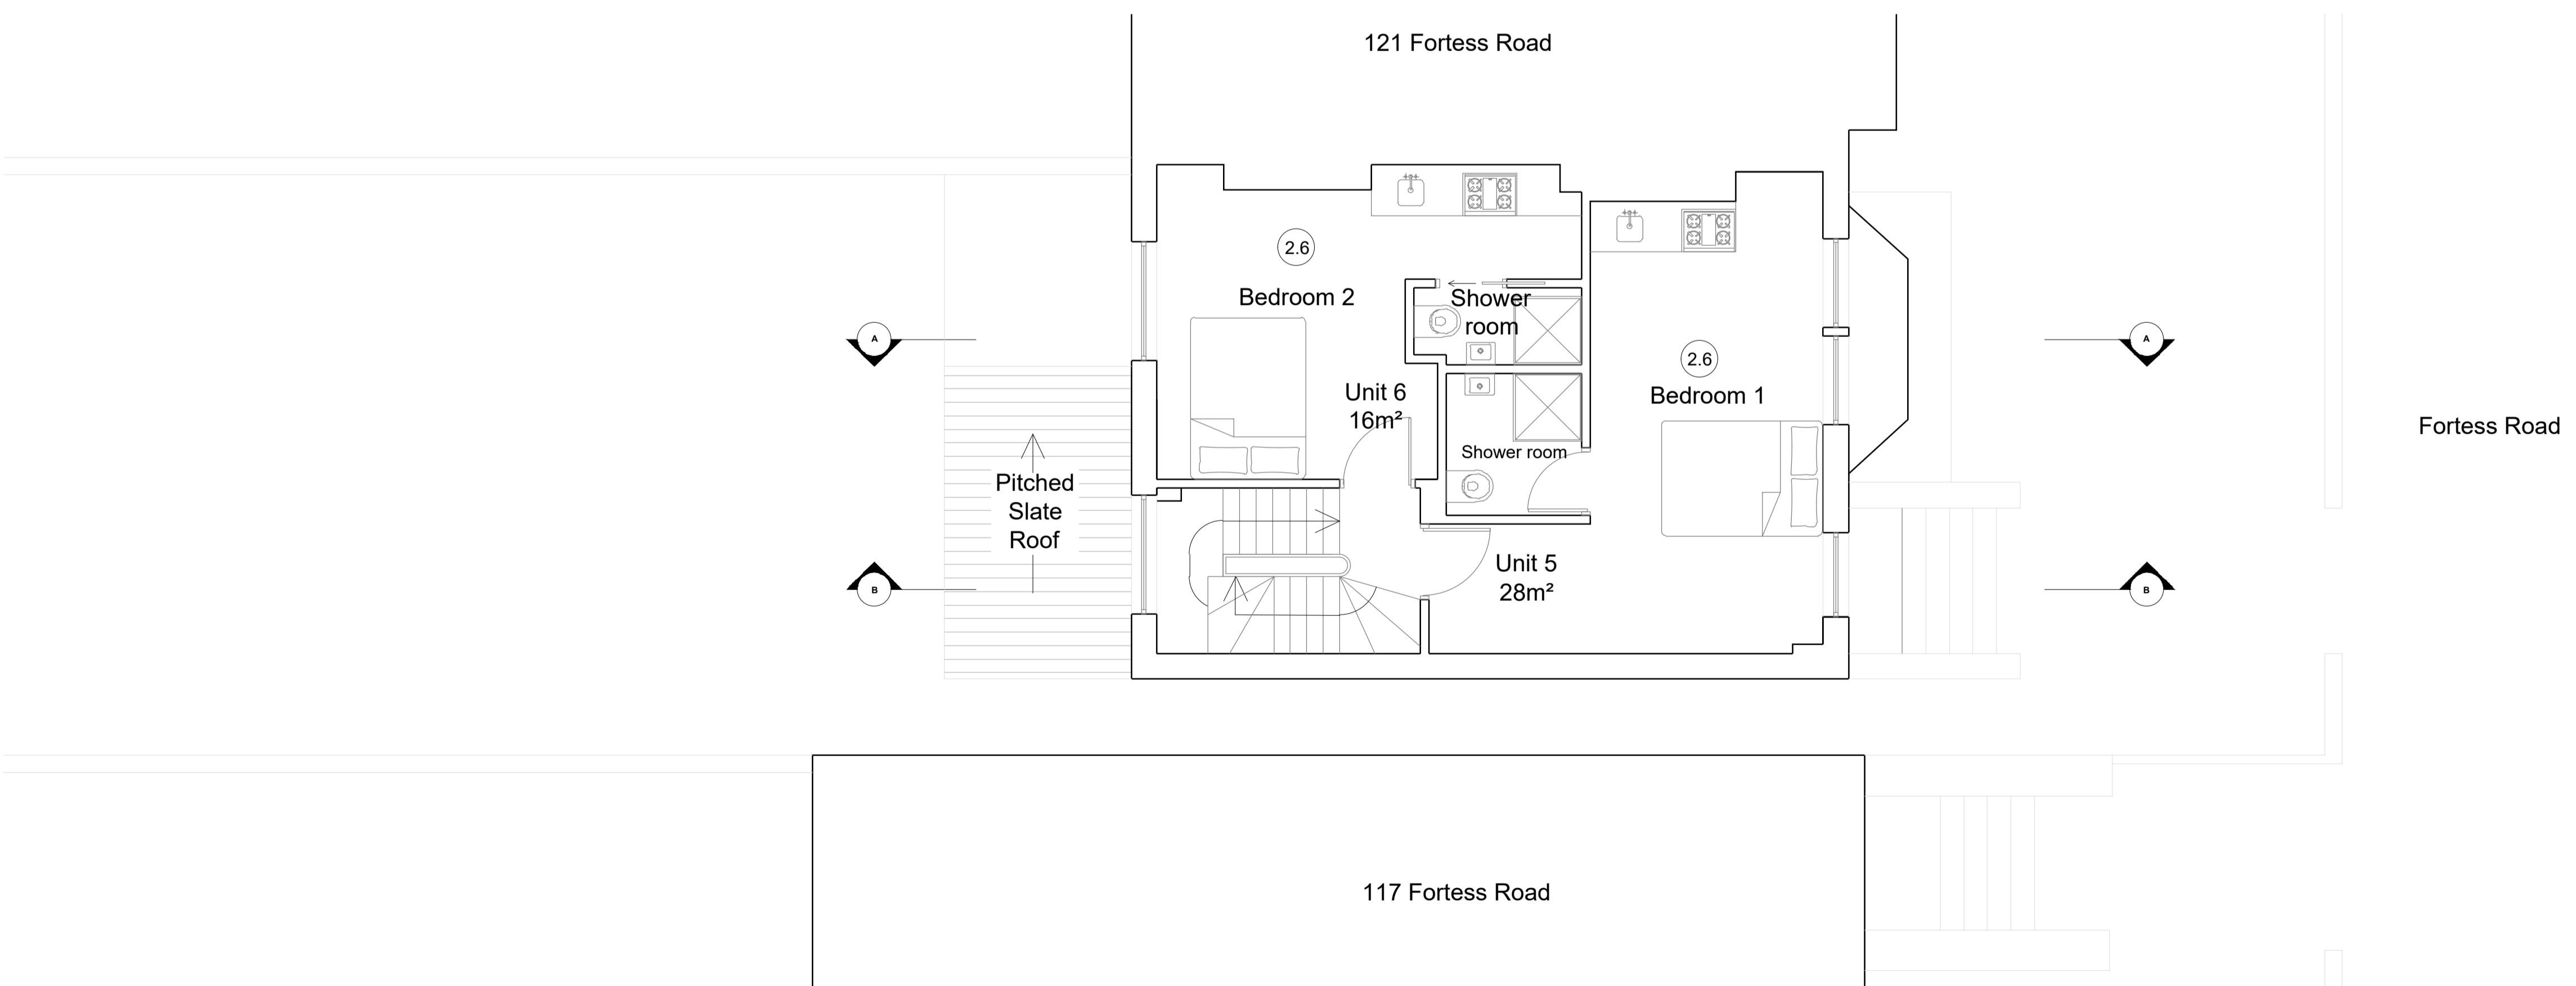 121 Fortess Road
2.6
Bedroom 2
Shower
room
A
A
2.6
Bedroom 1
Unit 6
16m²
Fortess Road
Shower room
Pitched
Slate
Roof
Unit 5
28m²
B
B
117 Fortess Road